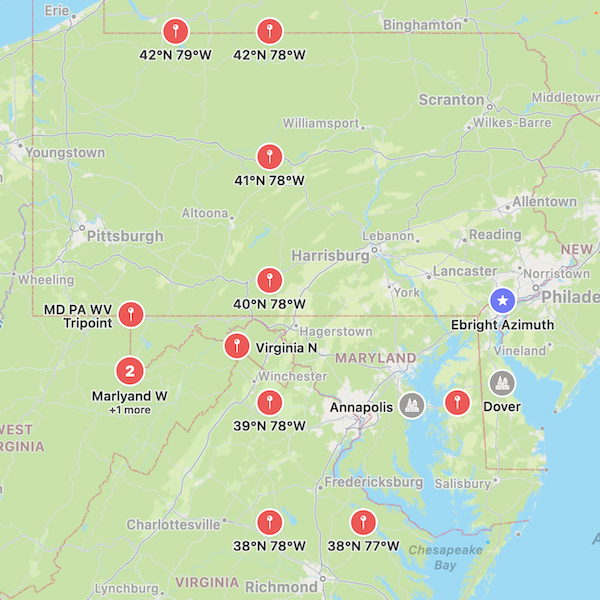 Erie
Binghamton
42°N 79°W
42°N 78°W
Scranton
Middletown
Williamsport
Wilkes-Barre
Youngstown
41°N 78°W
Allentown
Altoona
Pittsburgh
Lebanon
Reading
Harrisburg
NEW
Wheeling
Lancaster
Norristown
York
Philade
40°N 78°W
MD PA WV
Tripoint
Ebright Azimuth
Hagerstown
Virginia N
MARYLAND
Vineland
Winchester
2
Marlyand W
+1 more
Annapolis
Dover
39°N 78°W
WEST
RGINIA
Fredericksburg
Salisbury
Charlottesville
38°N 78°W
38°N 77°W
Chesapeake
Bay
Lynchburg
VIRGINIA
Richmond